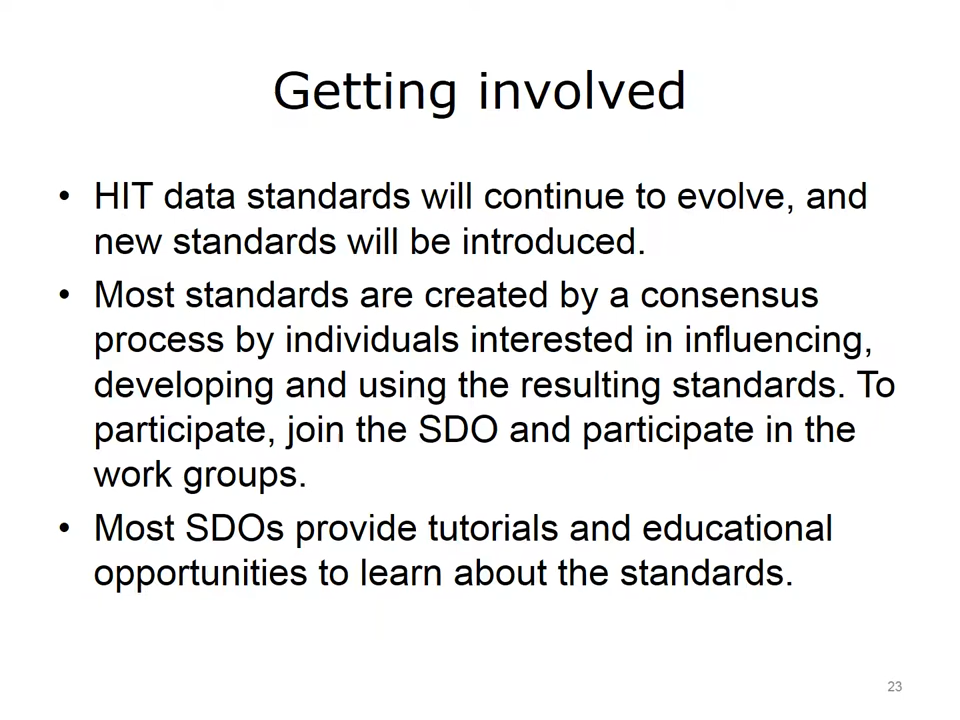 Getting involved
• HIT data standards will continue to evolve, and
new standards will be introduced.
• Most standards are created by a consensus
process by individuals interested in influencing,
developing and using the resulting standards. To
participate, join the SDO and participate in the
work groups.
• Most SDOs provide tutorials and educational
opportunities to learn about the standards.
23